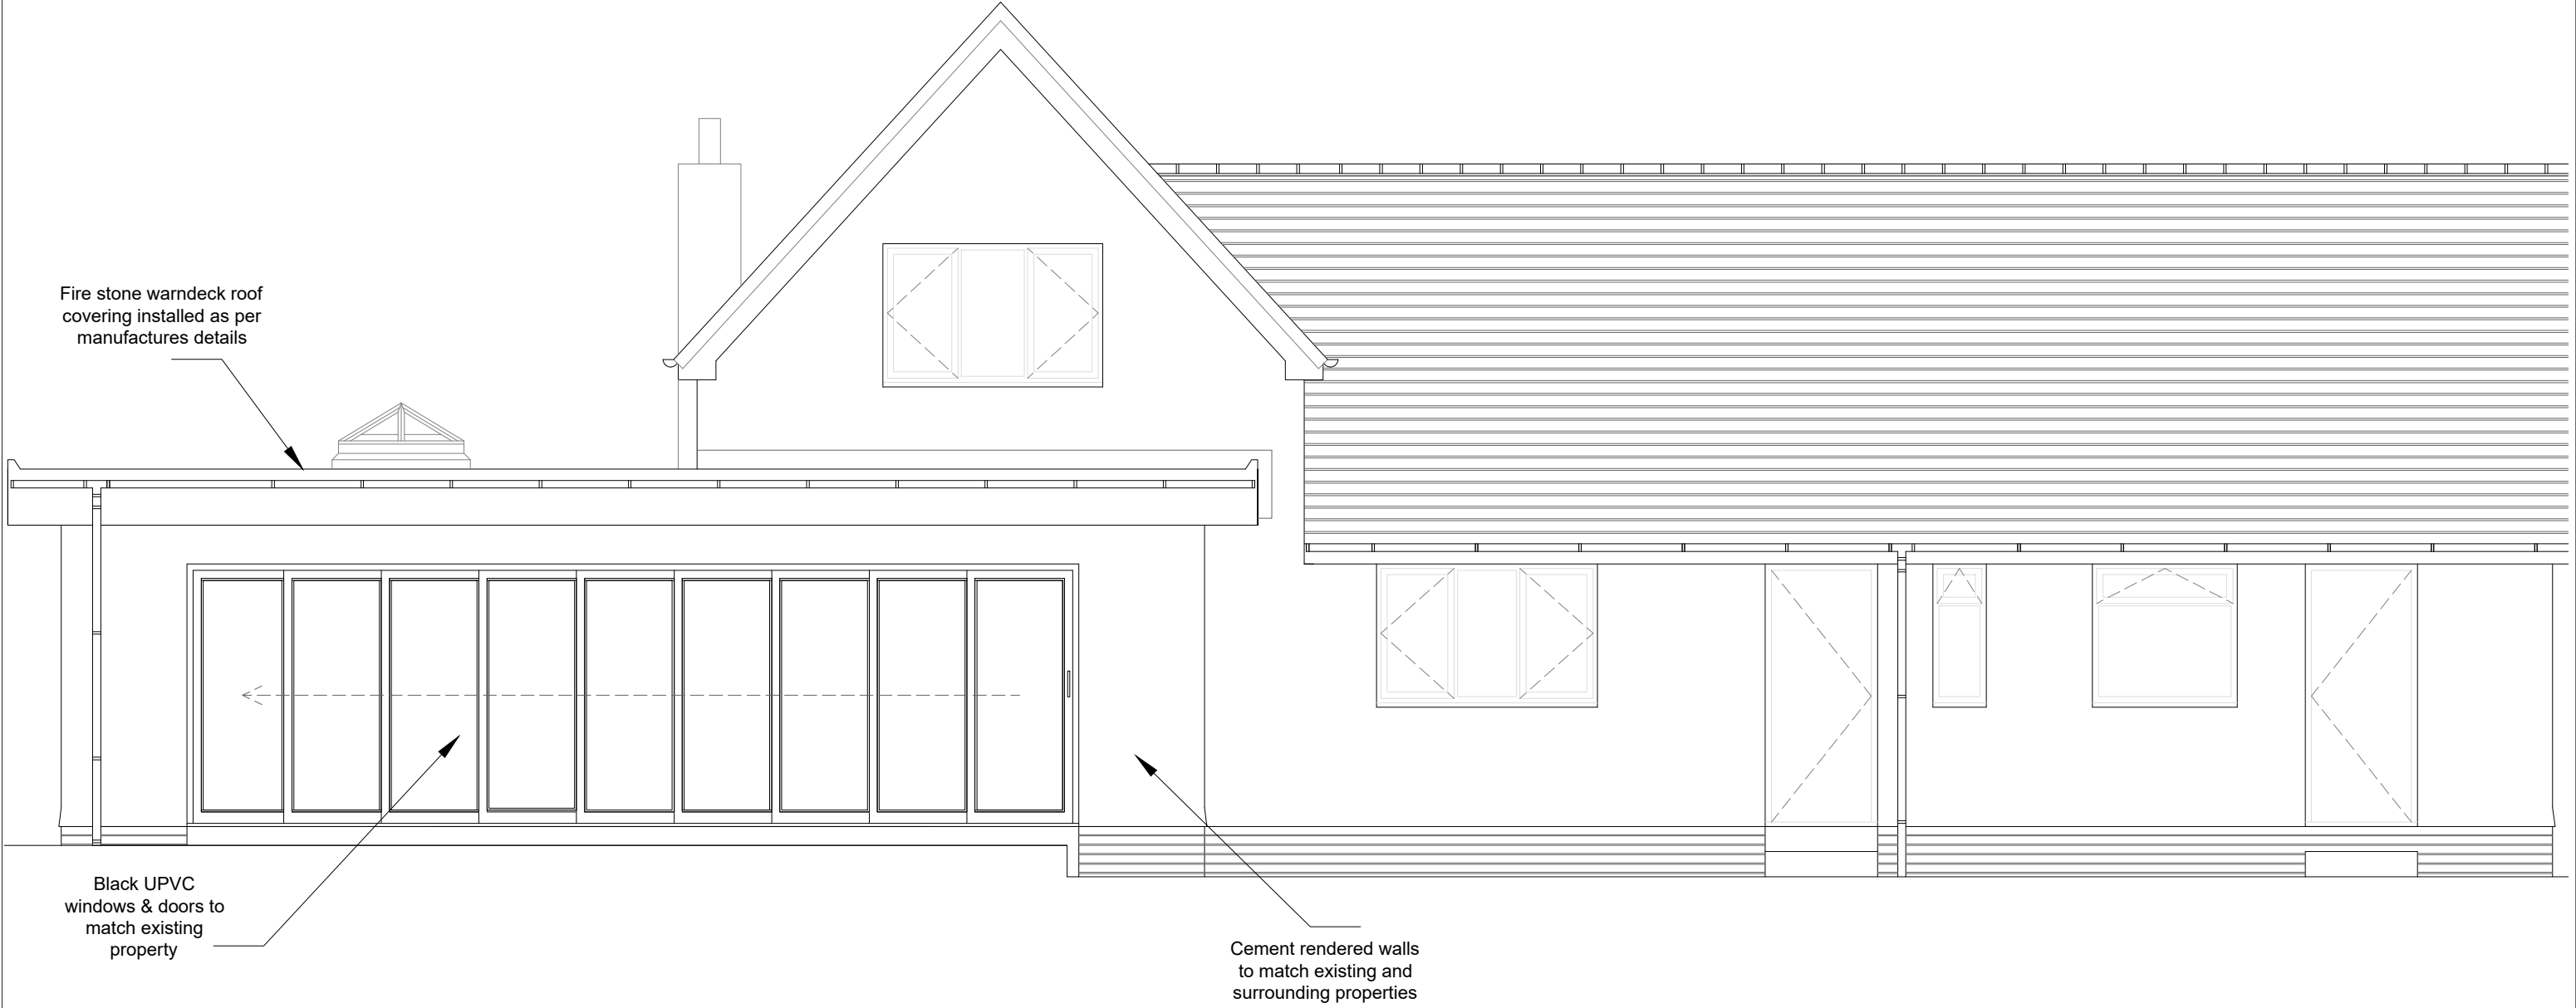 Fire stone warndeck roof
covering installed as per
manufactures details
Black UPVC
windows & doors to
match existing
property
Cement rendered walls
to match existing and
surrounding properties